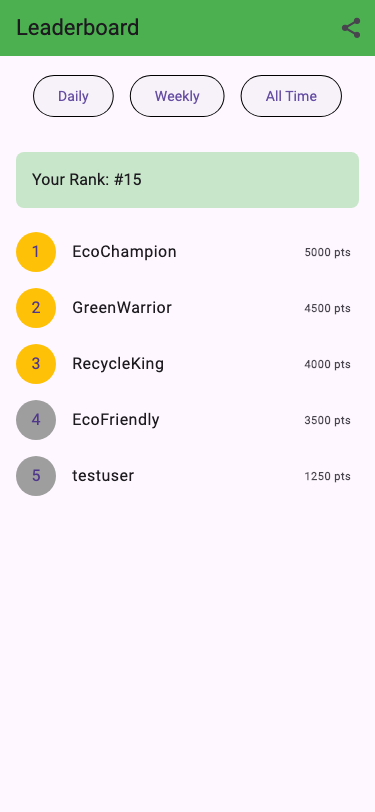 Leaderboard
Daily Weekly All Time
Your Rank: #15
1 EcoChampion 5000 pts
2 GreenWarrior 4500 pts
3 RecycleKing 4000 pts
4 EcoFriendly 3500 pts
5 testuser 1250 pts